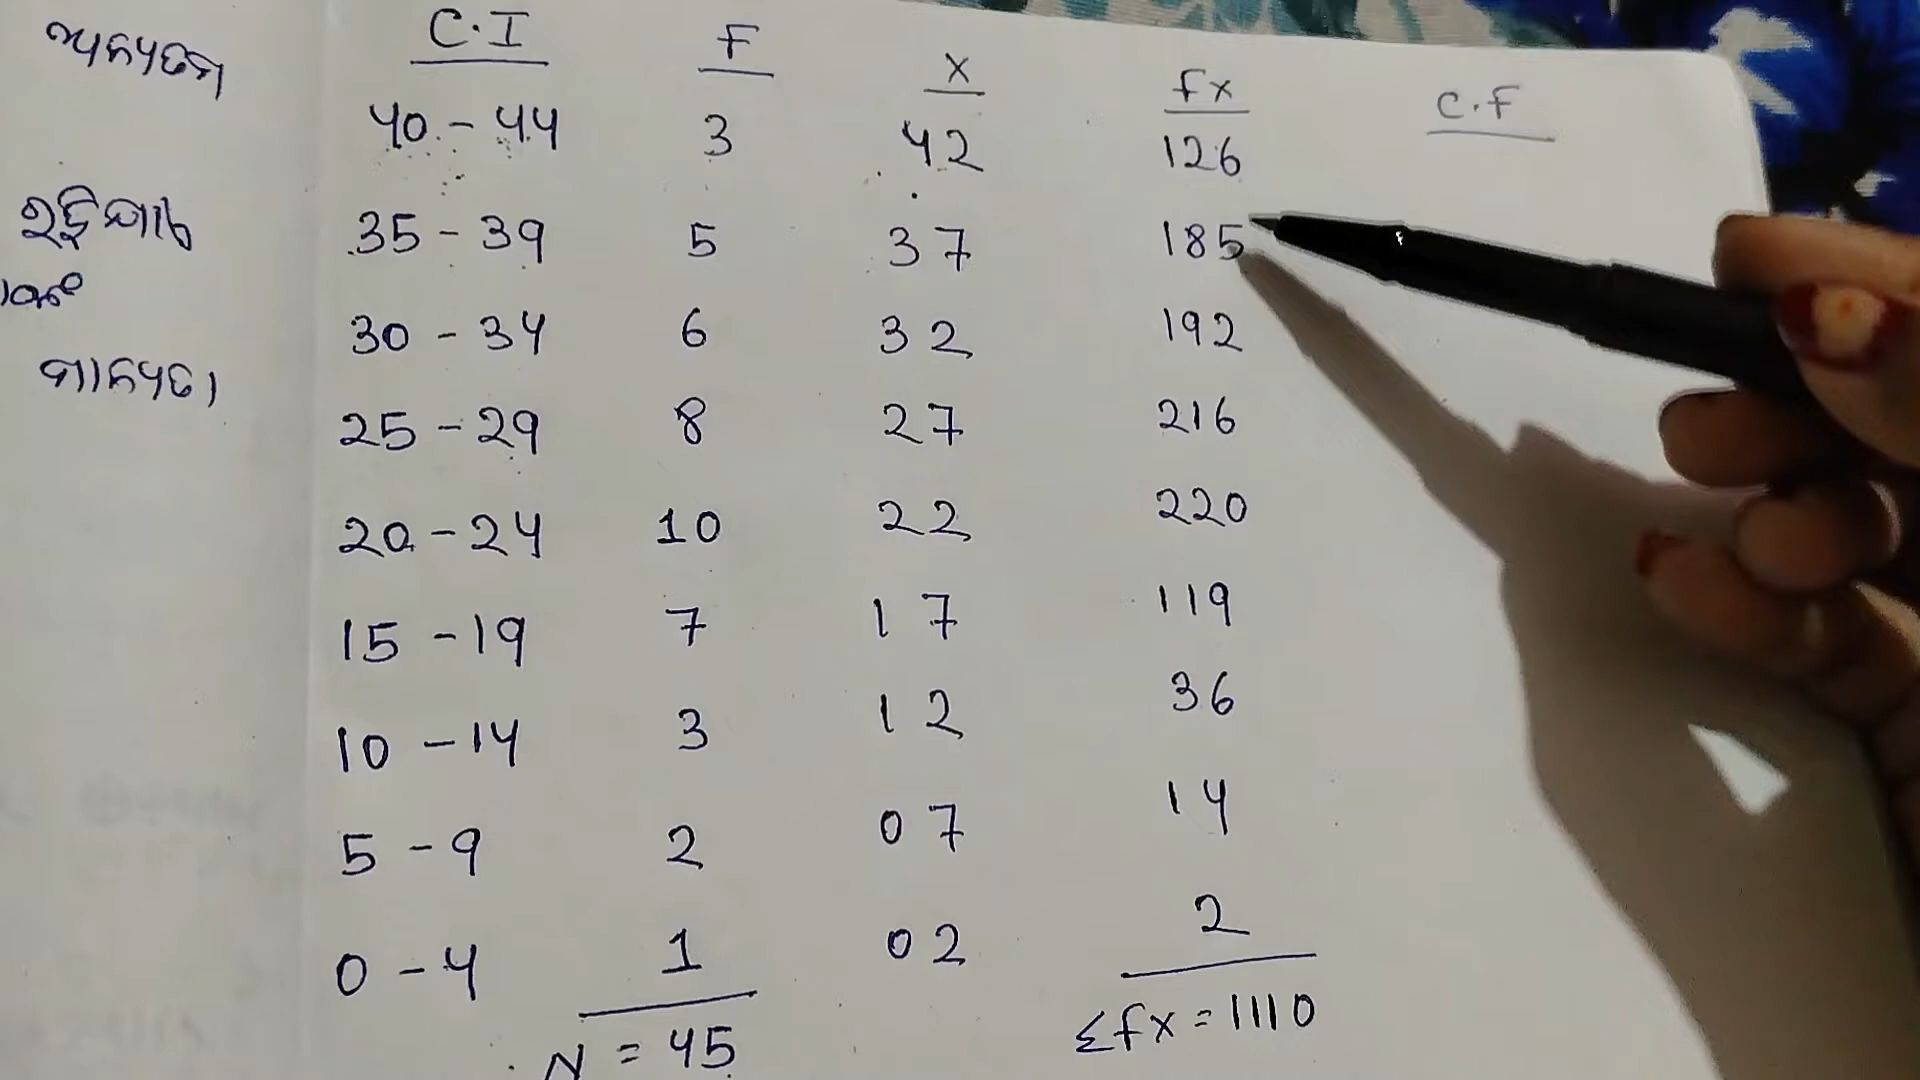 C.I F X fx C.F
40 - 44 3 42 126
35 - 39 5 37 185
30 - 34 6 32 192
25 - 29 8 27 216
20 - 24 10 22 220
15 - 19 7 17 119
10 - 14 3 12 36
5 - 9 2 07 14
0 - 4 1 02 2
N = 45 Σfx = 1110